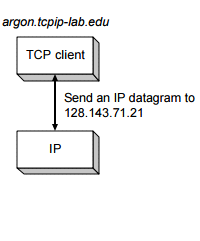 argon.tcpip-lab.edu
TCP client
Send an IP datagram to
128.143.71.21
IP